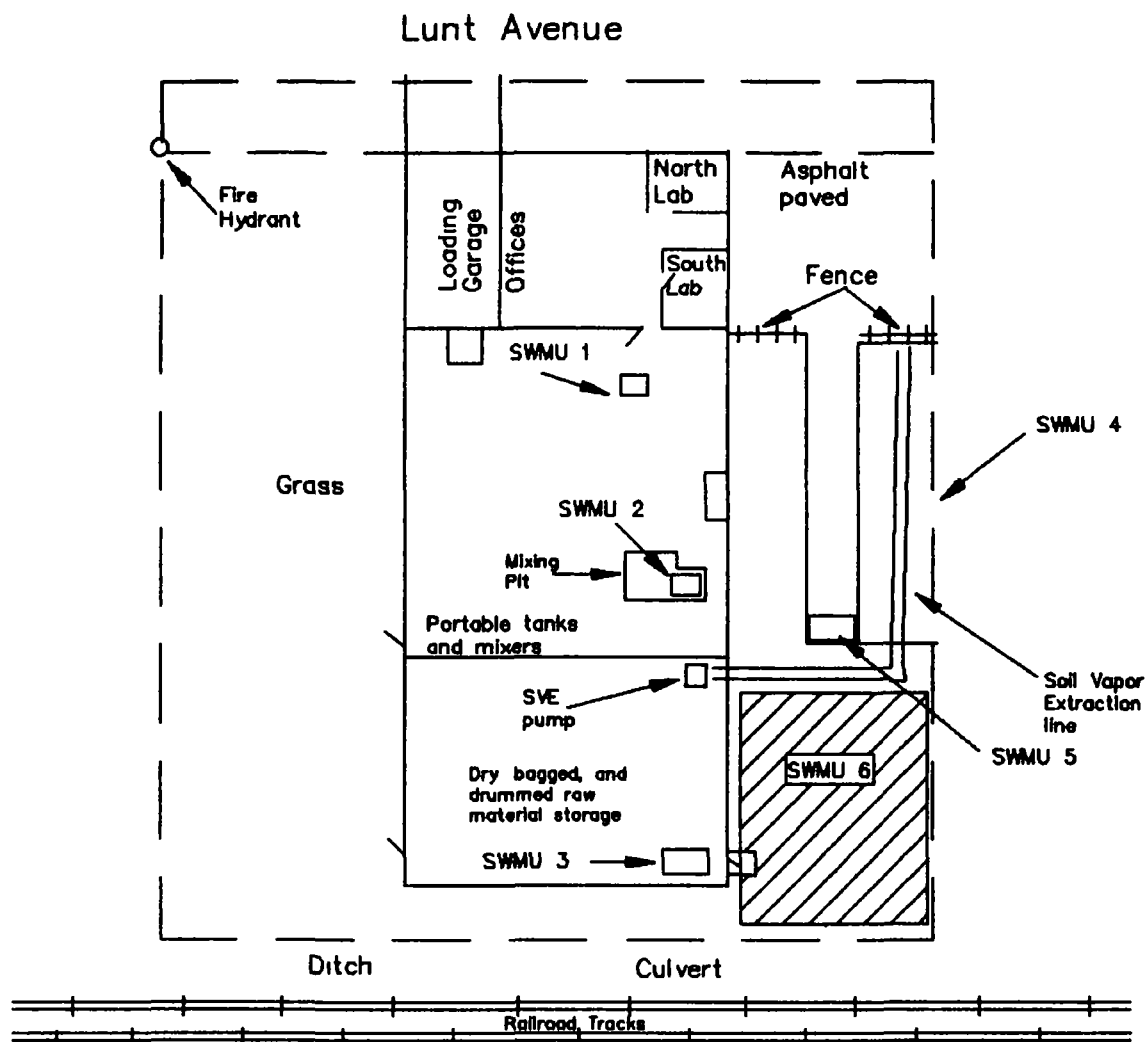 Lunt Avenue
North
Lab
Asphalt
paved
Fire
Hydrant
Loading
Garage
Offices
South
Lab
Fence
SWMU 1
SWMU 4
Grass
SWMU 2
Mixing
Pit
Portable tanks
and mixers
SVE
pump
Soil Vapor
Extraction
line
SWMU 5
SWMU 6
Dry bagged, and
drummed raw
material storage
SWMU 3
Ditch
Culvert
Railroad Tracks